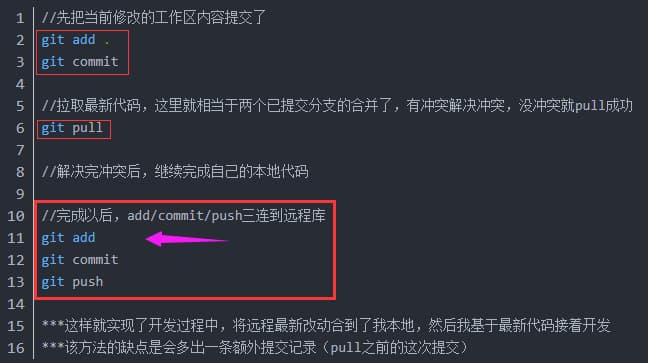 1 //先把当前修改的工作区内容提交了
2 git add .
3 git commit
4
5 //拉取最新代码，这里就相当于两个已提交分支的合并了，有冲突解决冲突，没冲突就pull成功
6 git pull
7
8 //解决完冲突后，继续完成自己的本地代码
9
10 //完成以后，add/commit/push三连到远程库
11 git add
12 git commit
13 git push
14
15 ***这样就实现了开发过程中，将远程最新改动合到了我本地，然后我基于最新代码接着开发
16 ***该方法的缺点是会多出一条额外提交记录（pull之前的这次提交）